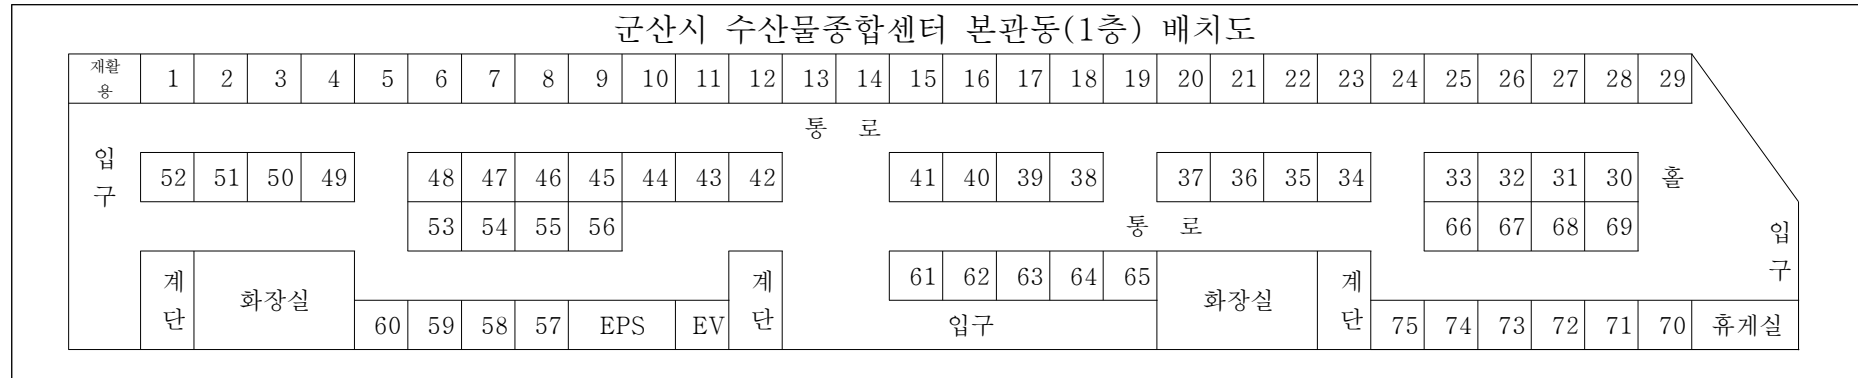 군산시 수산물종합센터 본관동(1층) 배치도
재활용 1 2 3 4 5 6 7 8 9 10 11 12 13 14 15 16 17 18 19 20 21 22 23 24 25 26 27 28 29
통 로
입구
52 51 50 49 48 47 46 45 44 43 42 41 40 39 38 37 36 35 34 33 32 31 30 홀
53 54 55 56 통 로 66 67 68 69
입구
계단 화장실 계단 61 62 63 64 65 화장실 계단
60 59 58 57 EPS EV 입구 75 74 73 72 71 70 휴게실